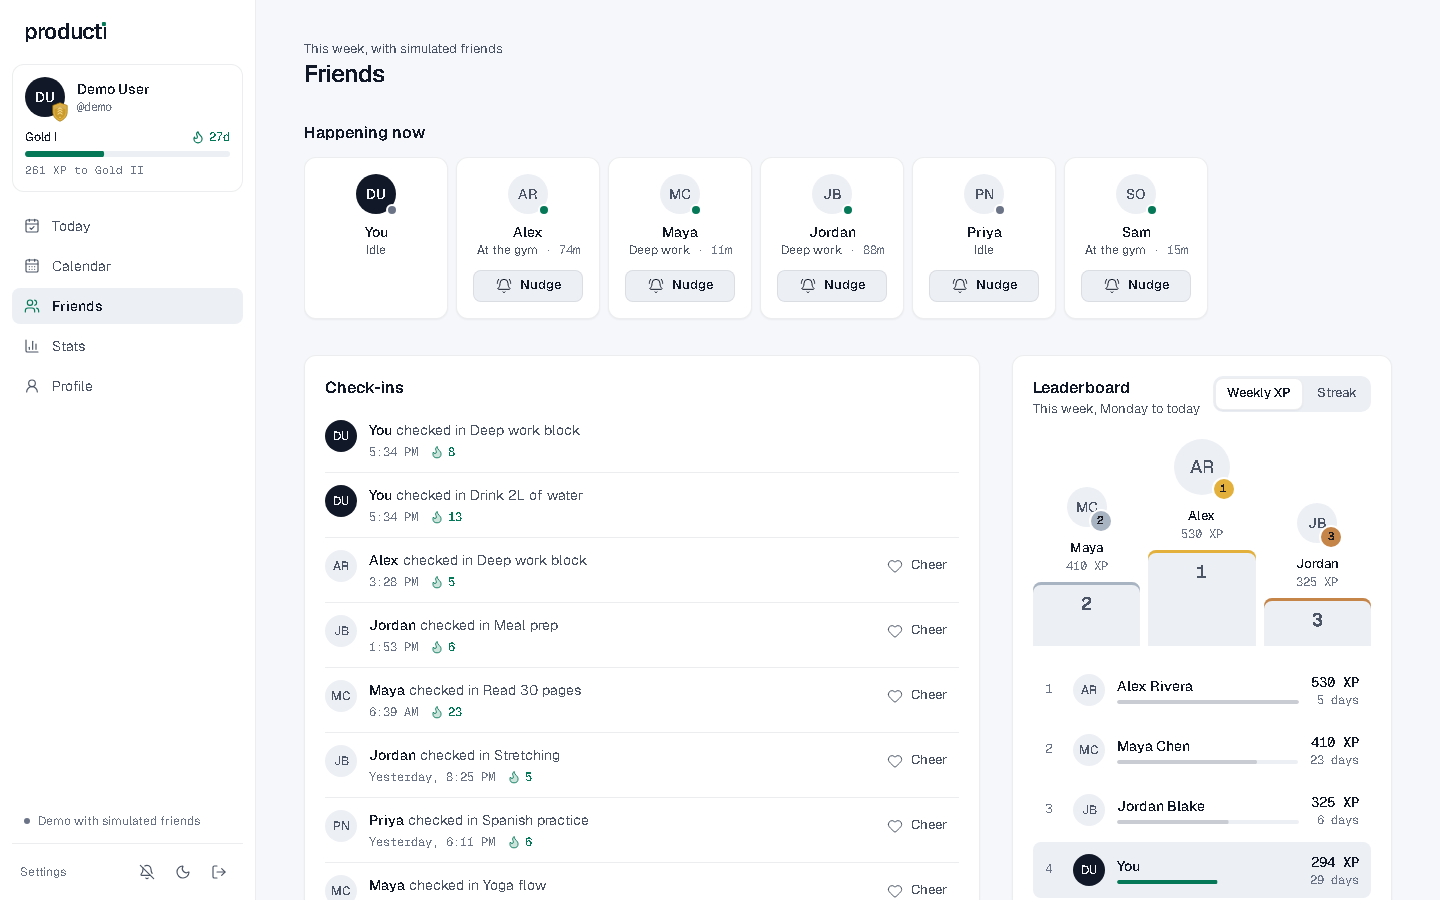 producti
DU
Demo User
@demo
Gold I
27d
261 XP to Gold II
Today
Calendar
Friends
Stats
Profile
Demo with simulated friends
Settings
This week, with simulated friends
Friends
Happening now
DU
You
Idle
AR
Alex
At the gym · 74m
Nudge
MC
Maya
Deep work · 11m
Nudge
JB
Jordan
Deep work · 88m
Nudge
PN
Priya
Idle
Nudge
SO
Sam
At the gym · 15m
Nudge
Check-ins
DU
You checked in Deep work block
5:34 PM 8
DU
You checked in Drink 2L of water
5:34 PM 13
AR
Alex checked in Deep work block
3:28 PM 5
Cheer
JB
Jordan checked in Meal prep
1:53 PM 6
Cheer
MC
Maya checked in Read 30 pages
6:39 AM 23
Cheer
JB
Jordan checked in Stretching
Yesterday, 8:25 PM 5
Cheer
PN
Priya checked in Spanish practice
Yesterday, 6:11 PM 6
Cheer
MC
Maya checked in Yoga flow
Cheer
Leaderboard
This week, Monday to today
Weekly XP
Streak
MC
2
Maya
410 XP
2
AR
1
Alex
530 XP
1
JB
3
Jordan
325 XP
3
1 AR Alex Rivera 530 XP
5 days
2 MC Maya Chen 410 XP
23 days
3 JB Jordan Blake 325 XP
6 days
4 DU You 294 XP
29 days